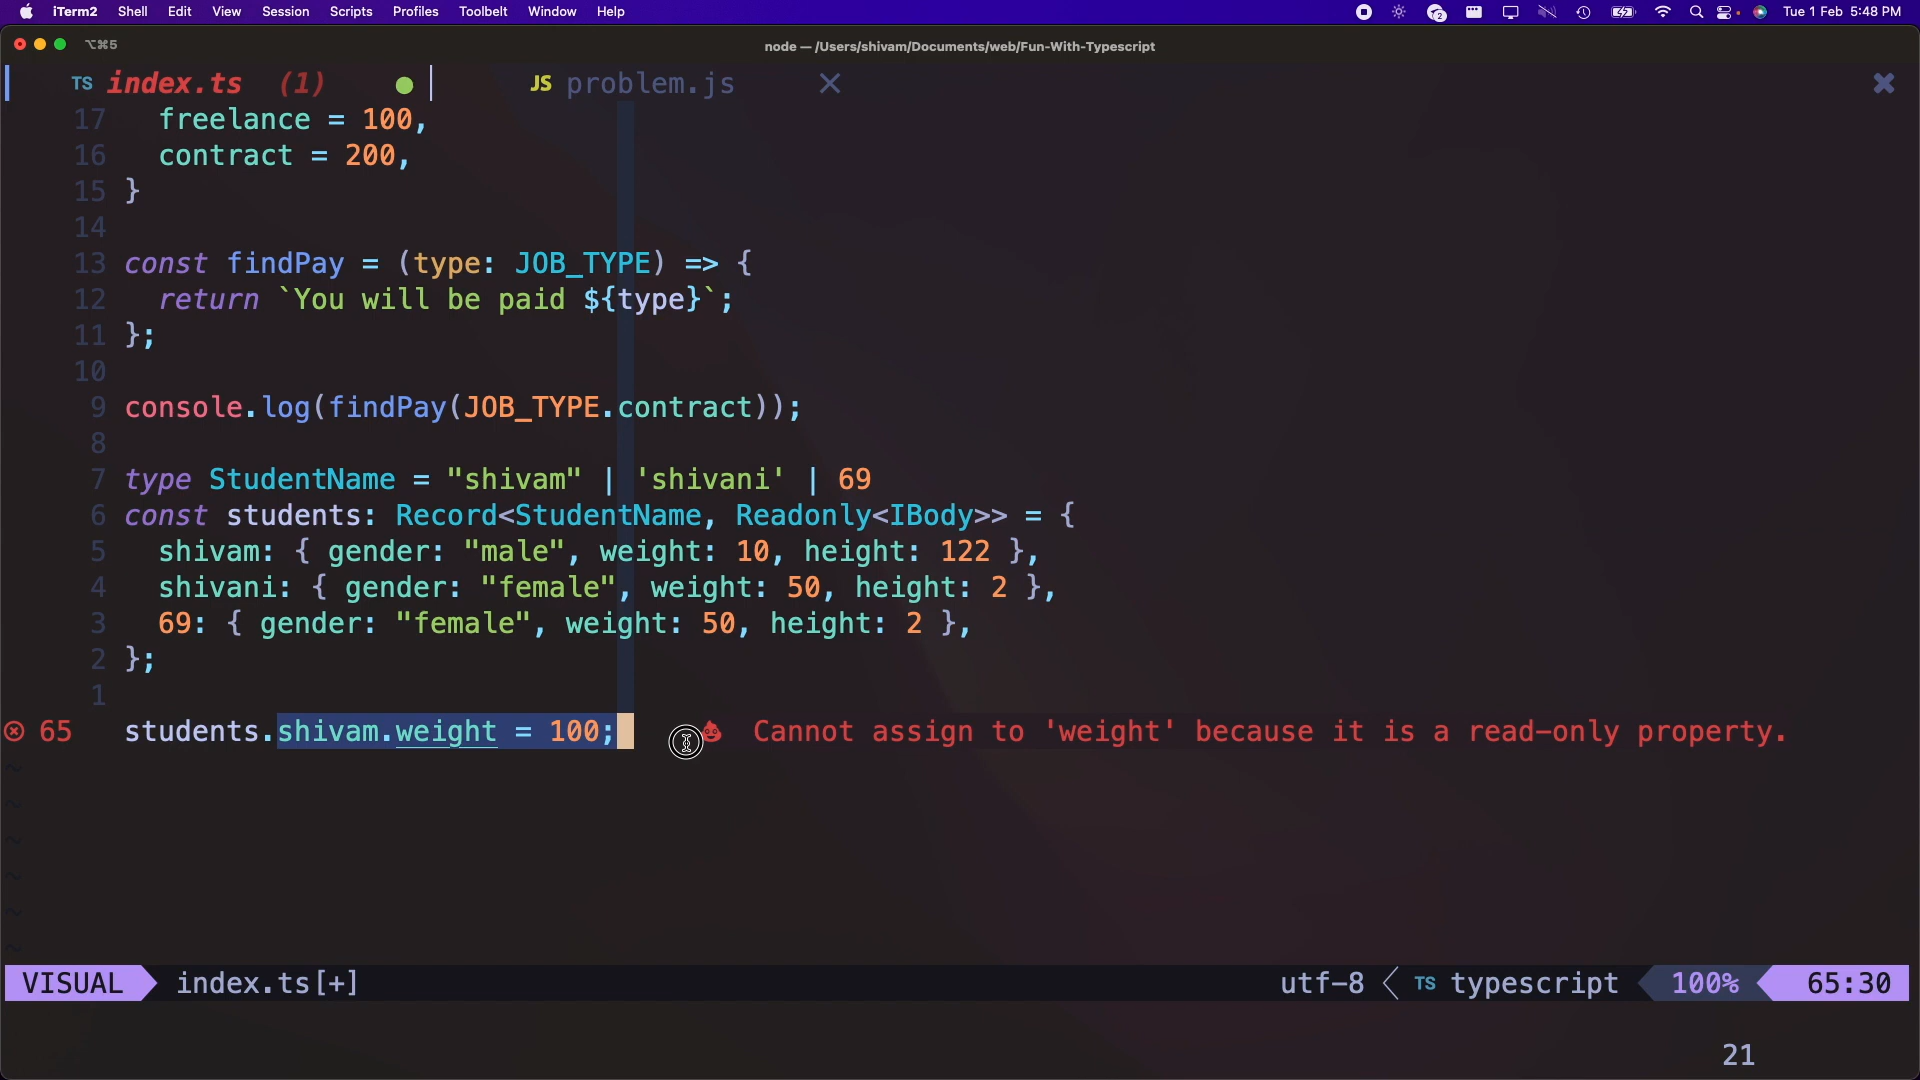 iTerm2 Shell Edit View Session Scripts Profiles Toolbelt Window Help 2 Tue 1 Feb 5:48 PM
⌥⌘5 node — /Users/shivam/Documents/web/Fun-With-Typescript
TS index.ts (1) JS problem.js
17 freelance = 100,
16 contract = 200,
15 }
14
13 const findPay = (type: JOB_TYPE) => {
12 return `You will be paid ${type}`;
11 };
10
9 console.log(findPay(JOB_TYPE.contract));
8
7 type StudentName = "shivam" | 'shivani' | 69
6 const students: Record<StudentName, Readonly<IBody>> = {
5 shivam: { gender: "male", weight: 10, height: 122 },
4 shivani: { gender: "female", weight: 50, height: 2 },
3 69: { gender: "female", weight: 50, height: 2 },
2 };
1
65 students.shivam.weight = 100; Cannot assign to 'weight' because it is a read-only property.
~
~
~
~
~
~
VISUAL index.ts[+] utf-8 TS typescript 100% 65:30
21